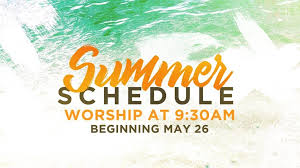 Summer
SCHEDULE
WORSHIP AT 9:30AM
BEGINNING MAY 26